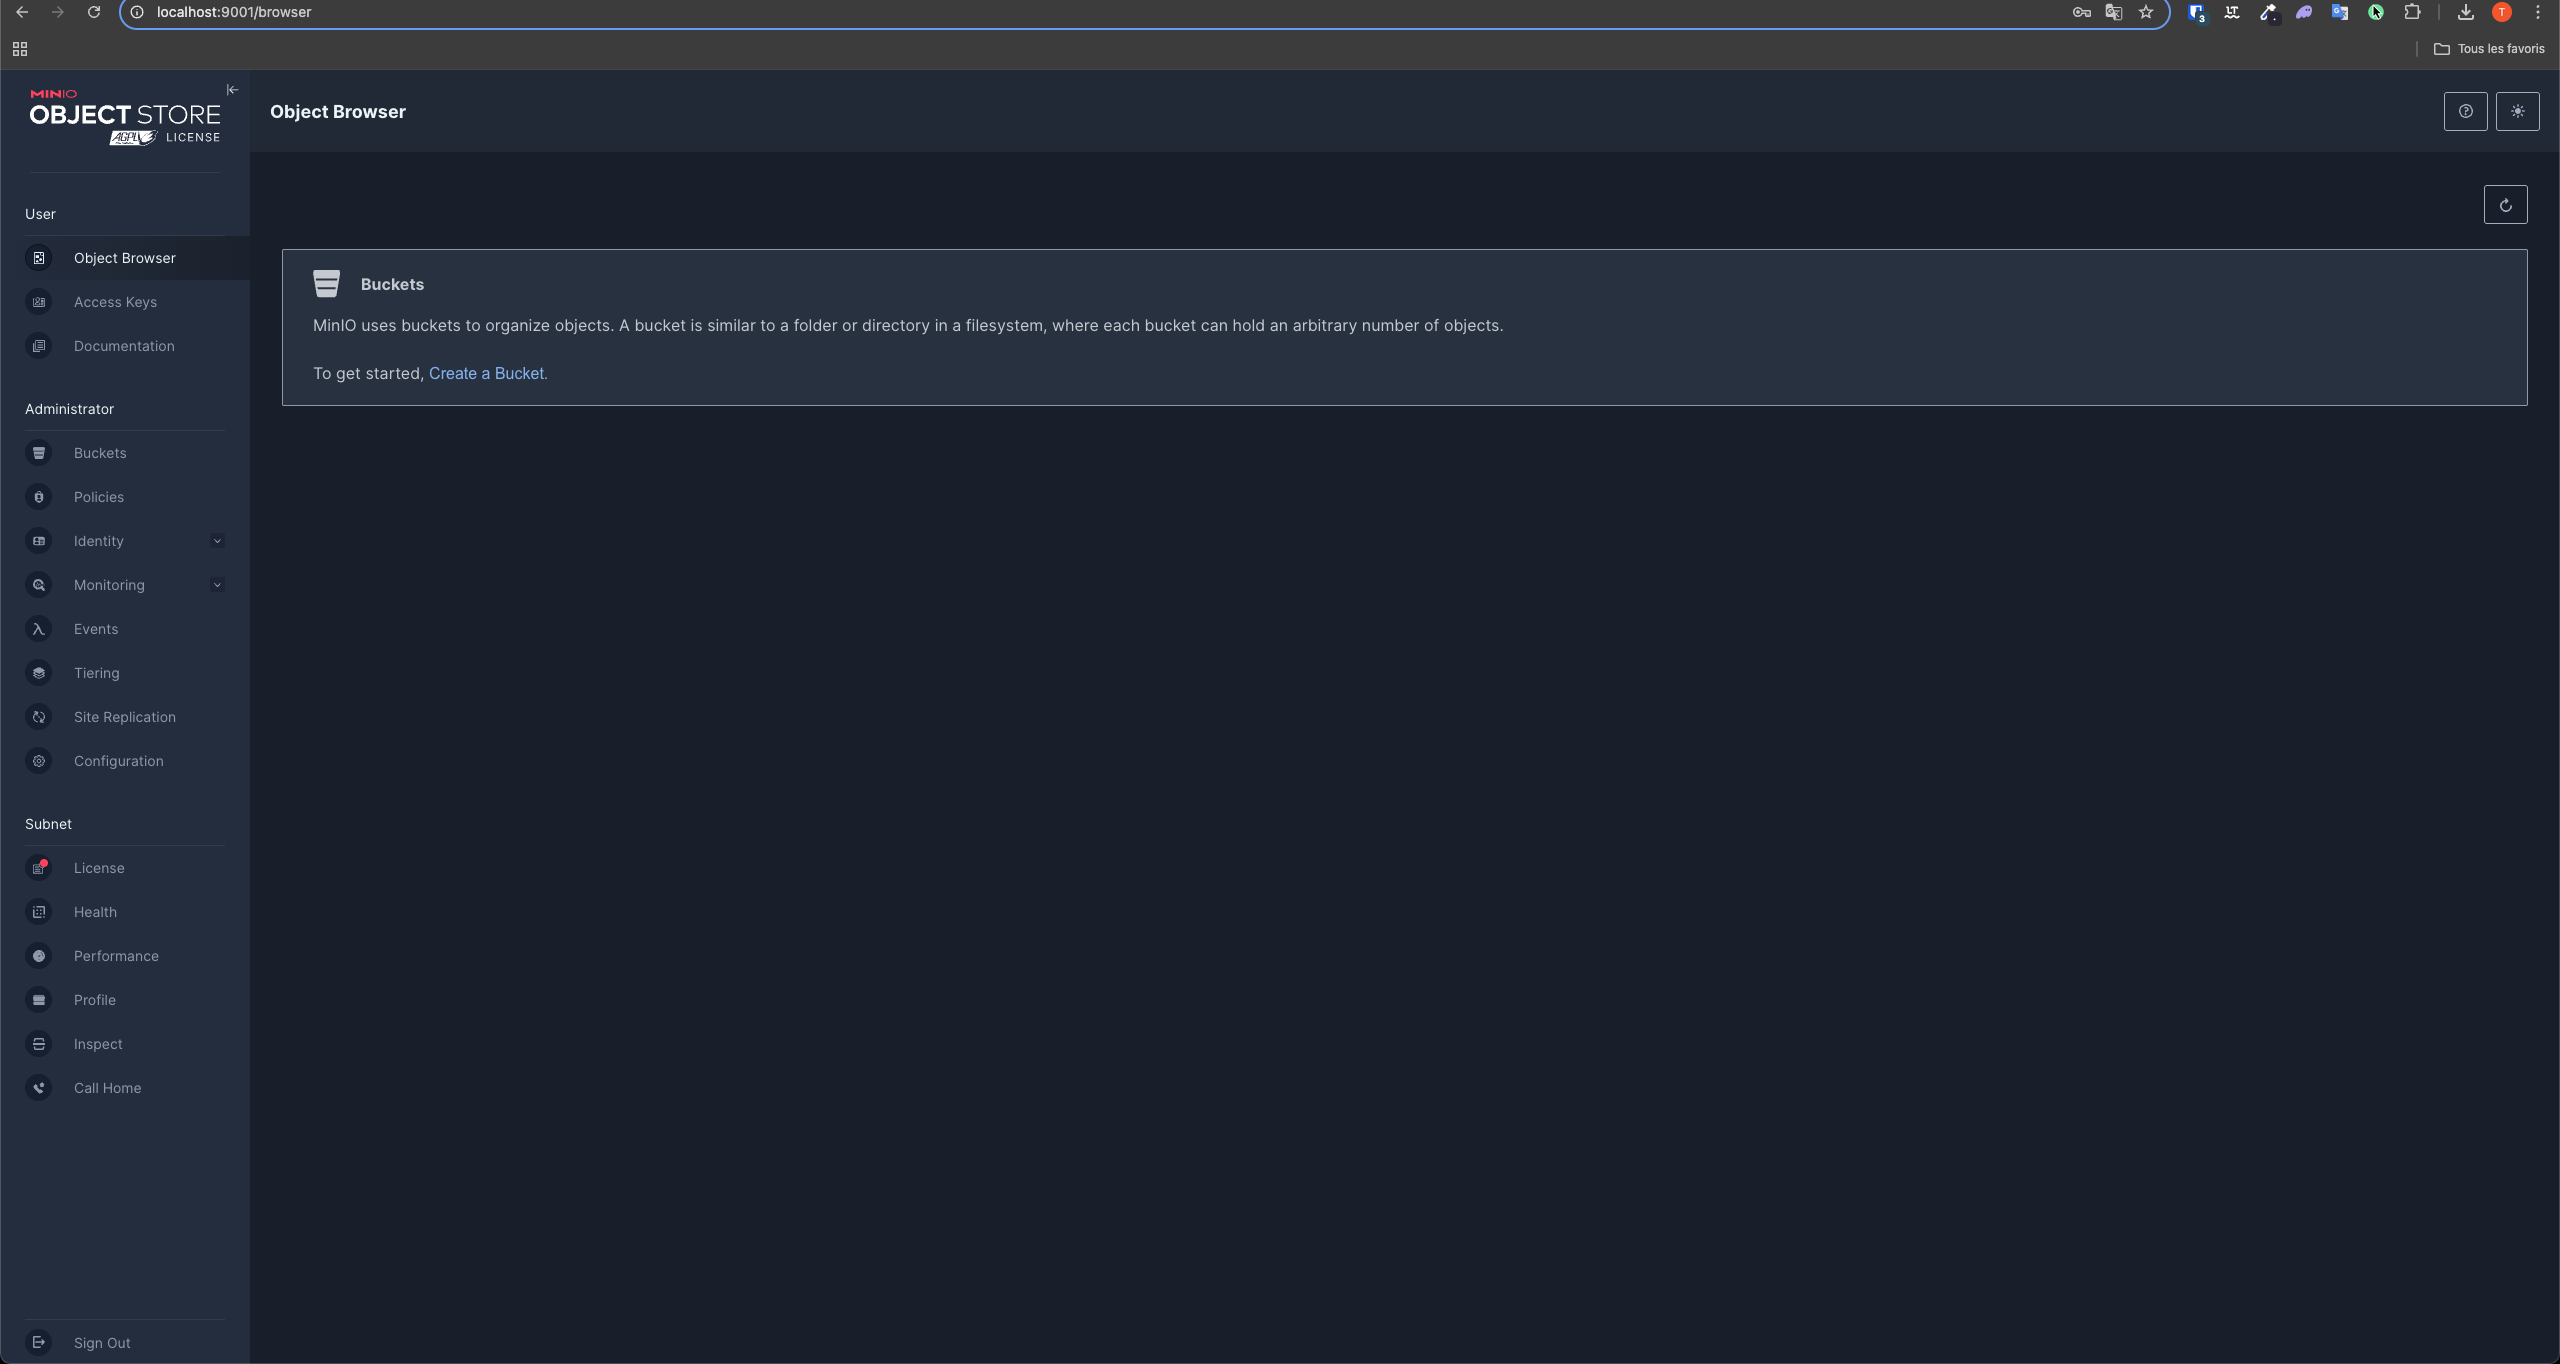 localhost:9001/browser
3
T
Tous les favoris
MINIO
OBJECT STORE
AGPLv3 LICENSE
Object Browser
User
Object Browser
Access Keys
Documentation
Buckets
MinIO uses buckets to organize objects. A bucket is similar to a folder or directory in a filesystem, where each bucket can hold an arbitrary number of objects.
To get started, Create a Bucket.
Administrator
Buckets
Policies
Identity
Monitoring
Events
Tiering
Site Replication
Configuration
Subnet
License
Health
Performance
Profile
Inspect
Call Home
Sign Out